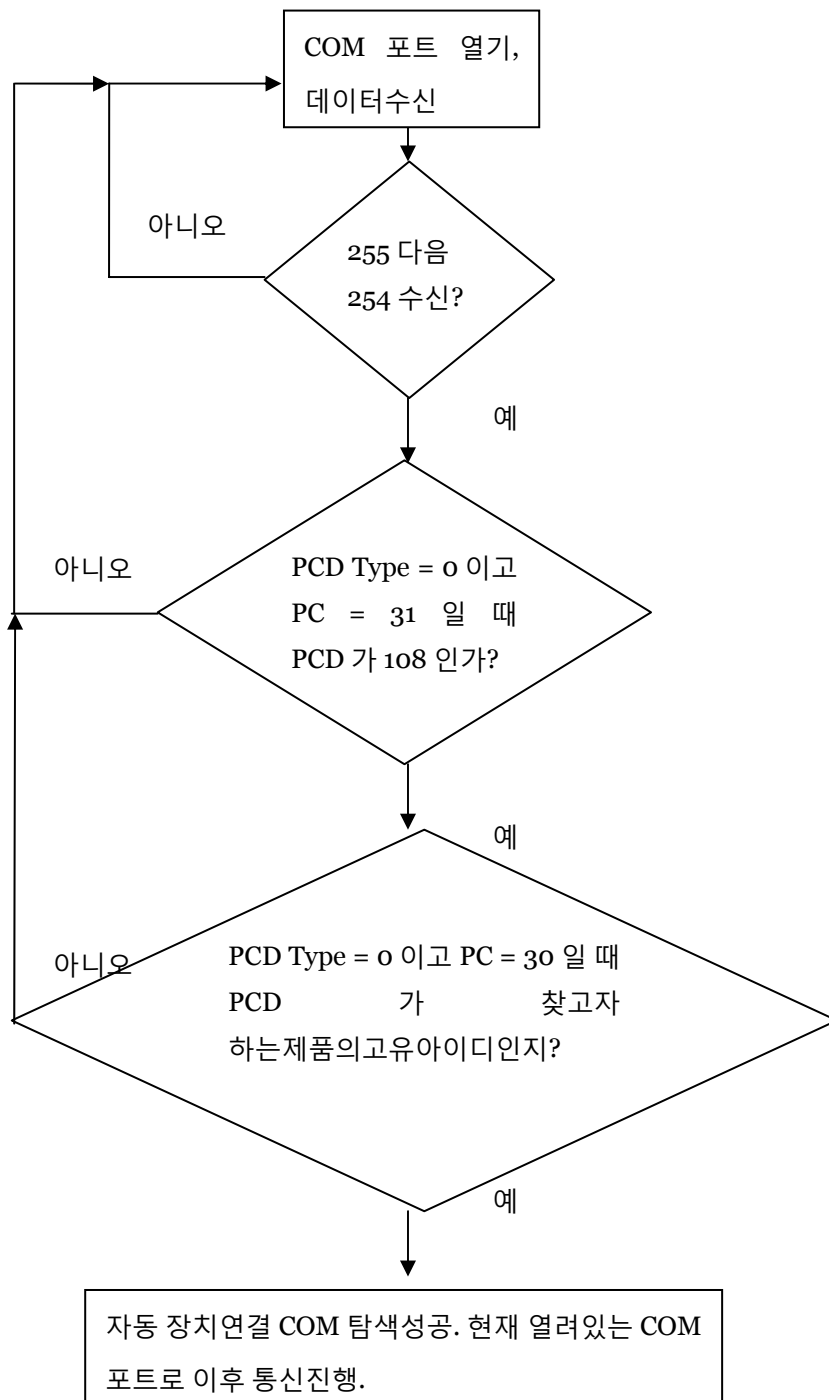 COM 포트 열기,
데이터수신
아니오
255 다음
254 수신?
예
아니오
PCD Type = 0 이고
PC = 31 일 때
PCD 가 108 인가?
예
아니오
PCD Type = 0 이고 PC = 30 일 때
PCD 가 찾고자
하는제품의고유아이디인지?
예
자동 장치연결 COM 탐색성공. 현재 열려있는 COM
포트로 이후 통신진행.